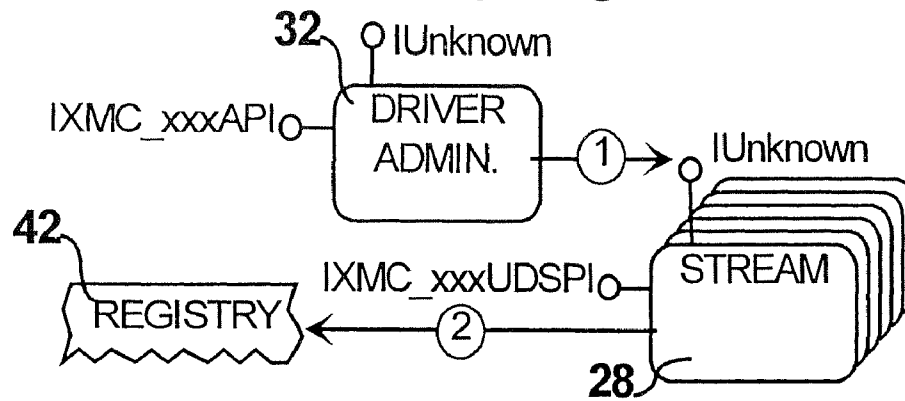 32
IUnknown
IXMC_xxxAPI
DRIVER
ADMIN.
1
IUnknown
42
IXMC_xxxUDSPI
STREAM
REGISTRY
2
28